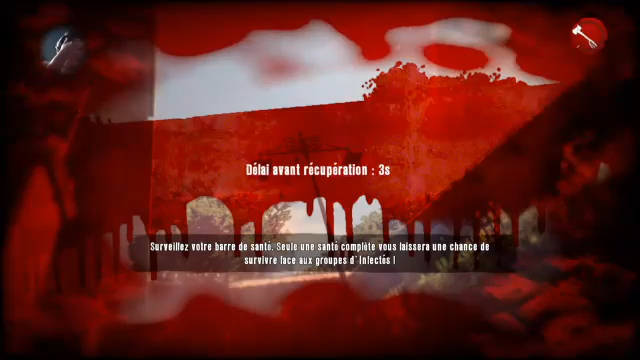 Délai avant récupération : 3s
Surveillez votre barre de santé. Seule une santé complète vous laissera une chance de
survivre face aux groupes d'Infectés !